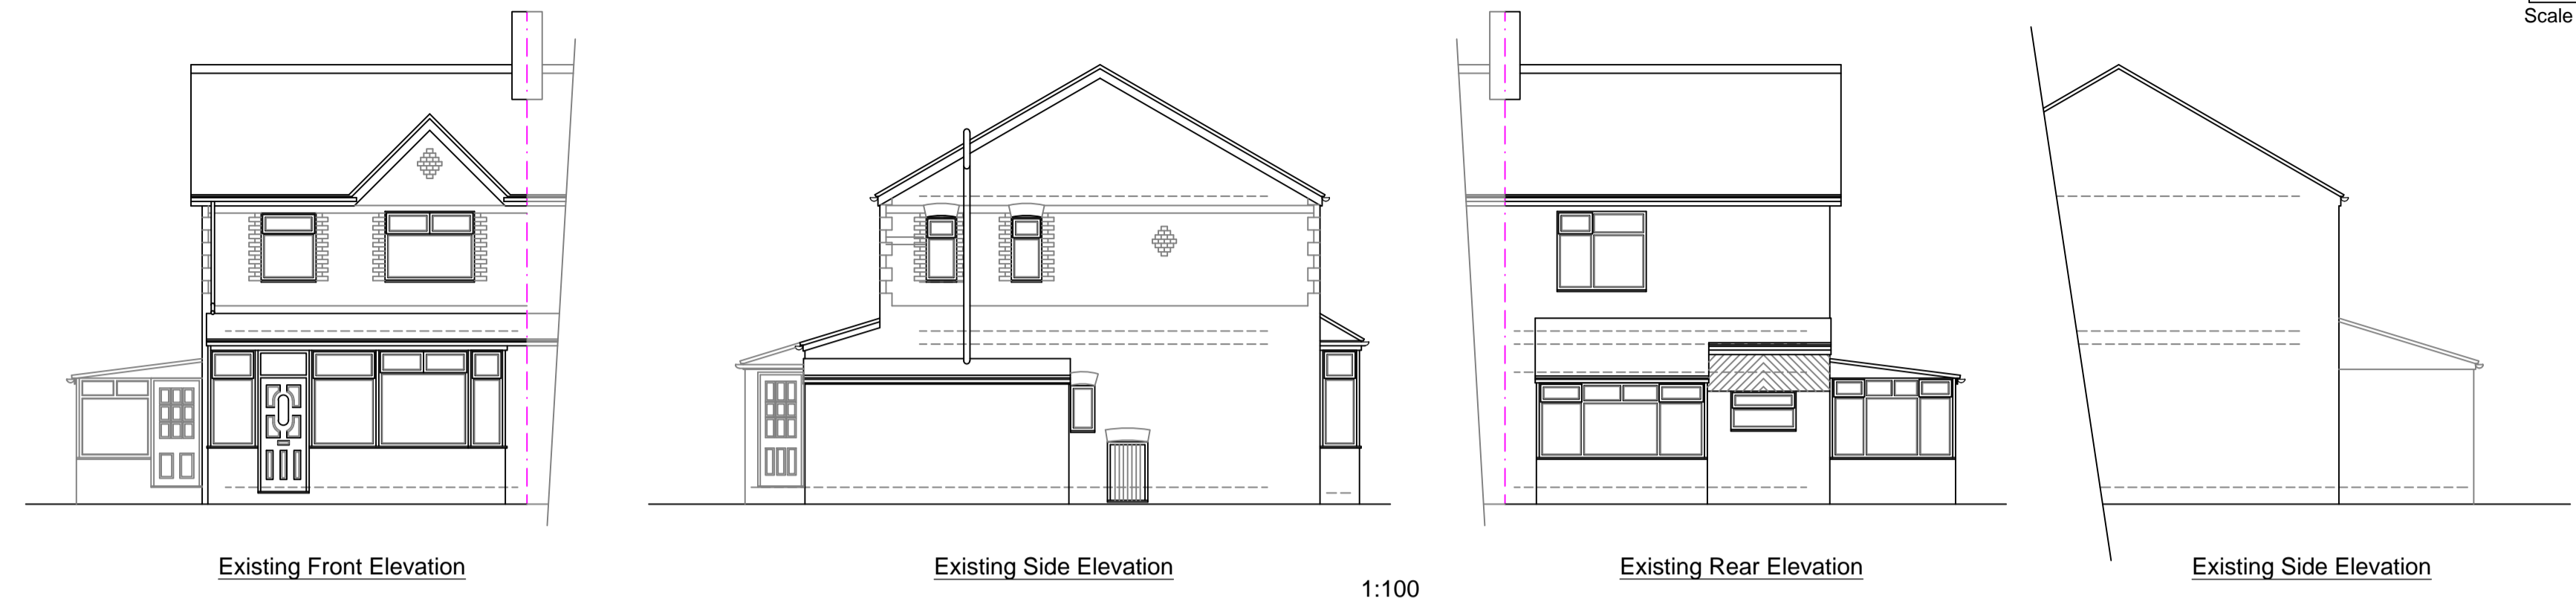 Scale
Existing Front Elevation
Existing Side Elevation
1:100
Existing Rear Elevation
Existing Side Elevation